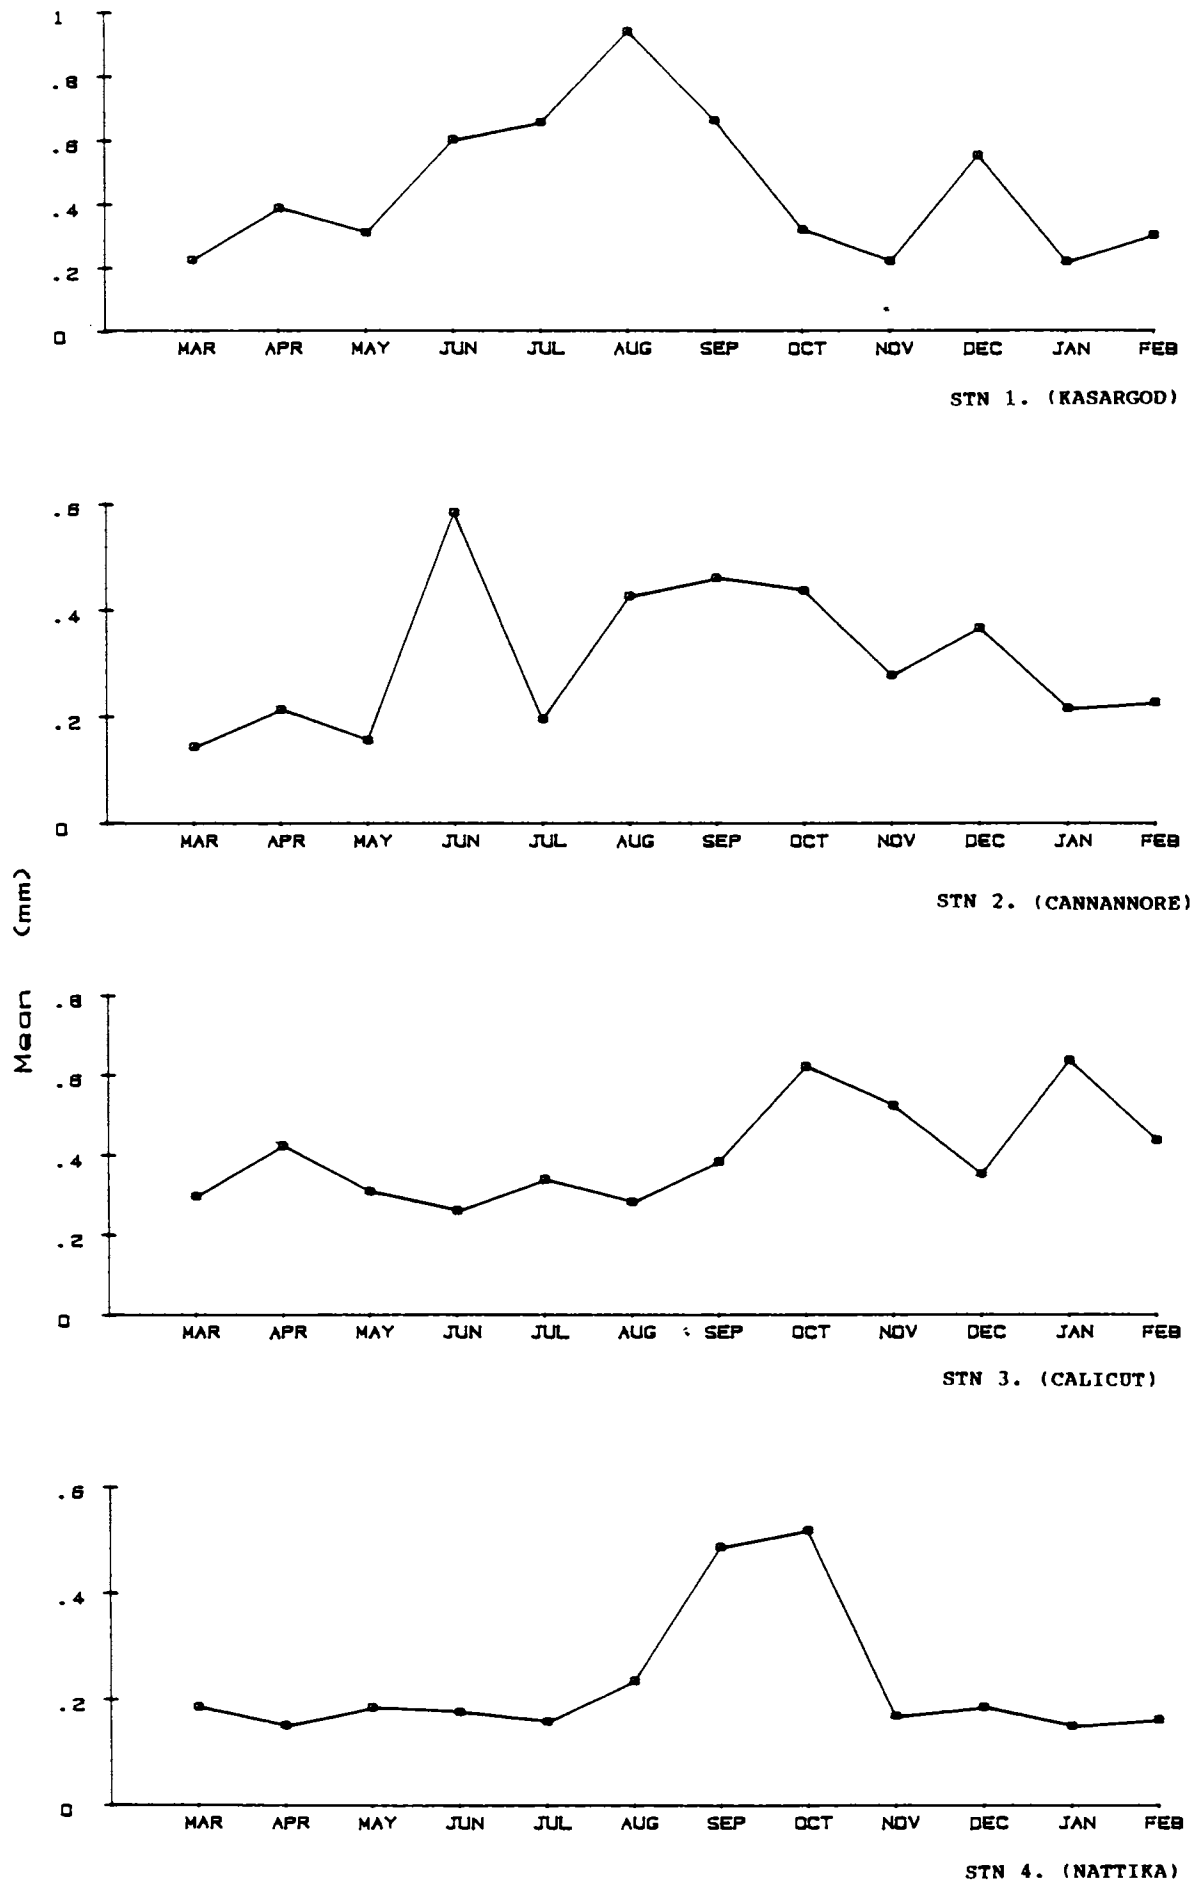 1
.8
.6
.4
.2
0
MAR APR MAY JUN JUL AUG SEP OCT NOV DEC JAN FEB
STN 1. (KASARGOD)
.6
.4
.2
0
MAR APR MAY JUN JUL AUG SEP OCT NOV DEC JAN FEB
STN 2. (CANNANNORE)
Mean (mm)
.8
.6
.4
.2
0
MAR APR MAY JUN JUL AUG SEP OCT NOV DEC JAN FEB
STN 3. (CALICUT)
.6
.4
.2
0
MAR APR MAY JUN JUL AUG SEP OCT NOV DEC JAN FEB
STN 4. (NATTIKA)